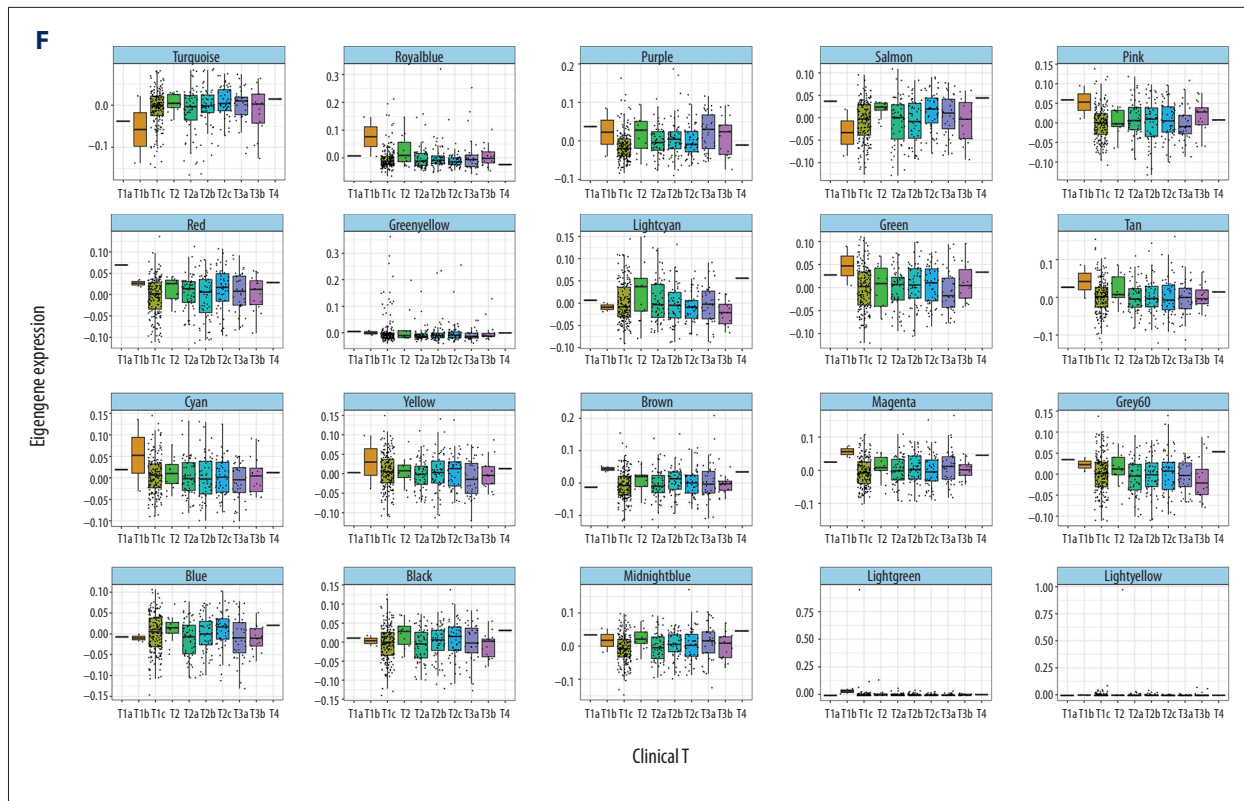 F
Eigengene expression
Turquoise
0.0
−0.1
T1a T1b T1c T2 T2a T2b T2c T3a T3b T4
Royalblue
0.3
0.2
0.1
0.0
T1a T1b T1c T2 T2a T2b T2c T3a T3b T4
Purple
0.2
0.1
0.0
−0.1
T1a T1b T1c T2 T2a T2b T2c T3a T3b T4
Salmon
0.10
0.05
0.00
−0.05
−0.10
T1a T1b T1c T2 T2a T2b T2c T3a T3b T4
Pink
0.15
0.10
0.05
0.00
−0.05
−0.10
T1a T1b T1c T2 T2a T2b T2c T3a T3b T4
Red
0.10
0.05
0.00
−0.05
−0.10
T1a T1b T1c T2 T2a T2b T2c T3a T3b T4
Greenyellow
0.3
0.2
0.1
0.0
T1a T1b T1c T2 T2a T2b T2c T3a T3b T4
Lightcyan
0.15
0.10
0.05
0.00
−0.05
−0.10
T1a T1b T1c T2 T2a T2b T2c T3a T3b T4
Green
0.10
0.05
0.00
−0.05
−0.10
T1a T1b T1c T2 T2a T2b T2c T3a T3b T4
Tan
0.1
0.0
−0.1
T1a T1b T1c T2 T2a T2b T2c T3a T3b T4
Cyan
0.15
0.10
0.05
0.00
−0.05
−0.10
T1a T1b T1c T2 T2a T2b T2c T3a T3b T4
Yellow
0.15
0.10
0.05
0.00
−0.05
−0.10
T1a T1b T1c T2 T2a T2b T2c T3a T3b T4
Brown
0.2
0.1
0.0
−0.1
T1a T1b T1c T2 T2a T2b T2c T3a T3b T4
Magenta
0.1
0.0
−0.1
T1a T1b T1c T2 T2a T2b T2c T3a T3b T4
Grey60
0.15
0.10
0.05
0.00
−0.05
−0.10
T1a T1b T1c T2 T2a T2b T2c T3a T3b T4
Blue
0.10
0.05
0.00
−0.05
−0.10
−0.15
T1a T1b T1c T2 T2a T2b T2c T3a T3b T4
Black
0.15
0.10
0.05
0.00
−0.05
−0.10
−0.15
T1a T1b T1c T2 T2a T2b T2c T3a T3b T4
Midnightblue
0.1
0.0
−0.1
T1a T1b T1c T2 T2a T2b T2c T3a T3b T4
Lightgreen
0.75
0.50
0.25
0.00
T1a T1b T1c T2 T2a T2b T2c T3a T3b T4
Lightyellow
1.00
0.75
0.50
0.25
0.00
T1a T1b T1c T2 T2a T2b T2c T3a T3b T4
Clinical T